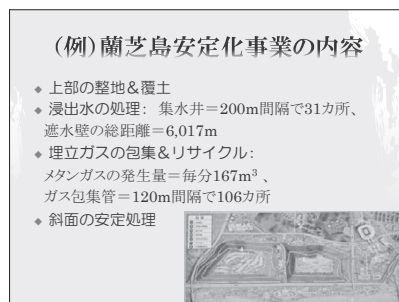 (例)蘭芝島安定化事業の内容
◆ 上部の整地&覆土
◆ 浸出水の処理: 集水井=200m間隔で31カ所、
遮水壁の総距離=6,017m
◆ 埋立ガスの包集&リサイクル:
メタンガスの発生量=毎分167m³、
ガス包集管=120m間隔で106カ所
◆ 斜面の安定処理